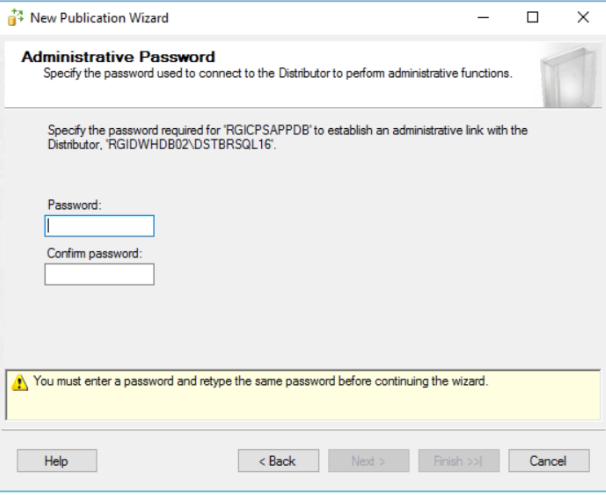 New Publication Wizard
Administrative Password
Specify the password used to connect to the Distributor to perform administrative functions.
Specify the password required for 'RGICPSAPPDB' to establish an administrative link with the
Distributor, 'RGIDWHDB02\DSTBRSQL16'.
Password:
Confirm password:
You must enter a password and retype the same password before continuing the wizard.
Help < Back Next > Finish >>| Cancel